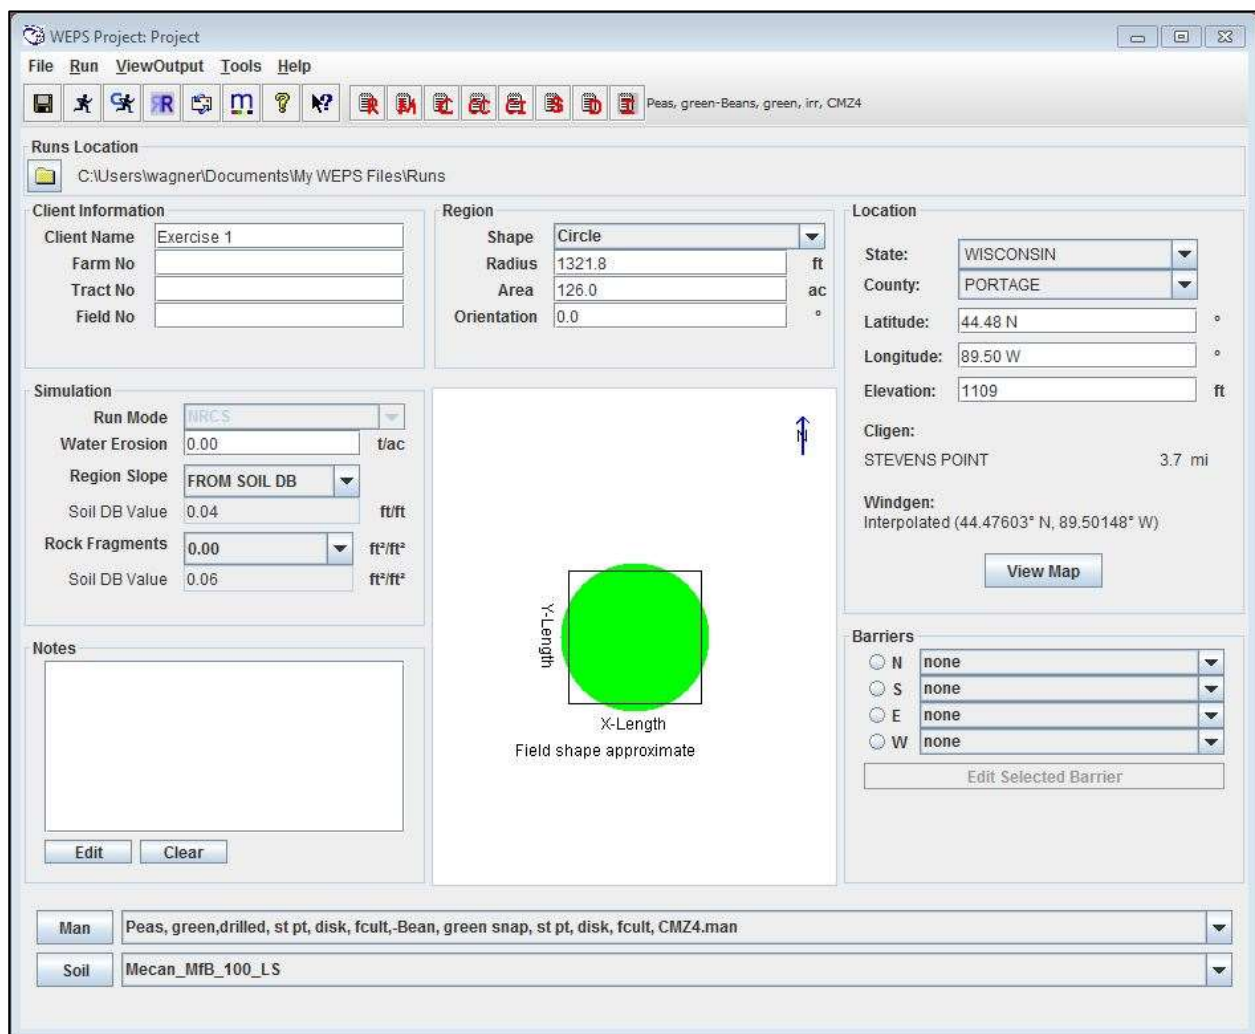 WEPS Project: Project
File Run ViewOutput Tools Help
Peas, green-Beans, green, irr, CMZ4
Runs Location
C:\Users\wagner\Documents\My WEPS Files\Runs
Client Information
Client Name Exercise 1
Farm No
Tract No
Field No
Region
Shape Circle
Radius 1321.8 ft
Area 126.0 ac
Orientation 0.0 °
Location
State: WISCONSIN
County: PORTAGE
Latitude: 44.48 N °
Longitude: 89.50 W °
Elevation: 1109 ft
Cligen:
STEVENS POINT 3.7 mi
Windgen:
Interpolated (44.47603° N, 89.50148° W)
View Map
Simulation
Run Mode NRCS
Water Erosion 0.00 t/ac
Region Slope FROM SOIL DB
Soil DB Value 0.04 ft/ft
Rock Fragments 0.00 ft²/ft²
Soil DB Value 0.06 ft²/ft²
N
Y-Length
X-Length
Field shape approximate
Notes
Edit Clear
Barriers
N none
S none
E none
W none
Edit Selected Barrier
Man Peas, green,drilled, st pt, disk, fcult,-Bean, green snap, st pt, disk, fcult, CMZ4.man
Soil Mecan_MfB_100_LS